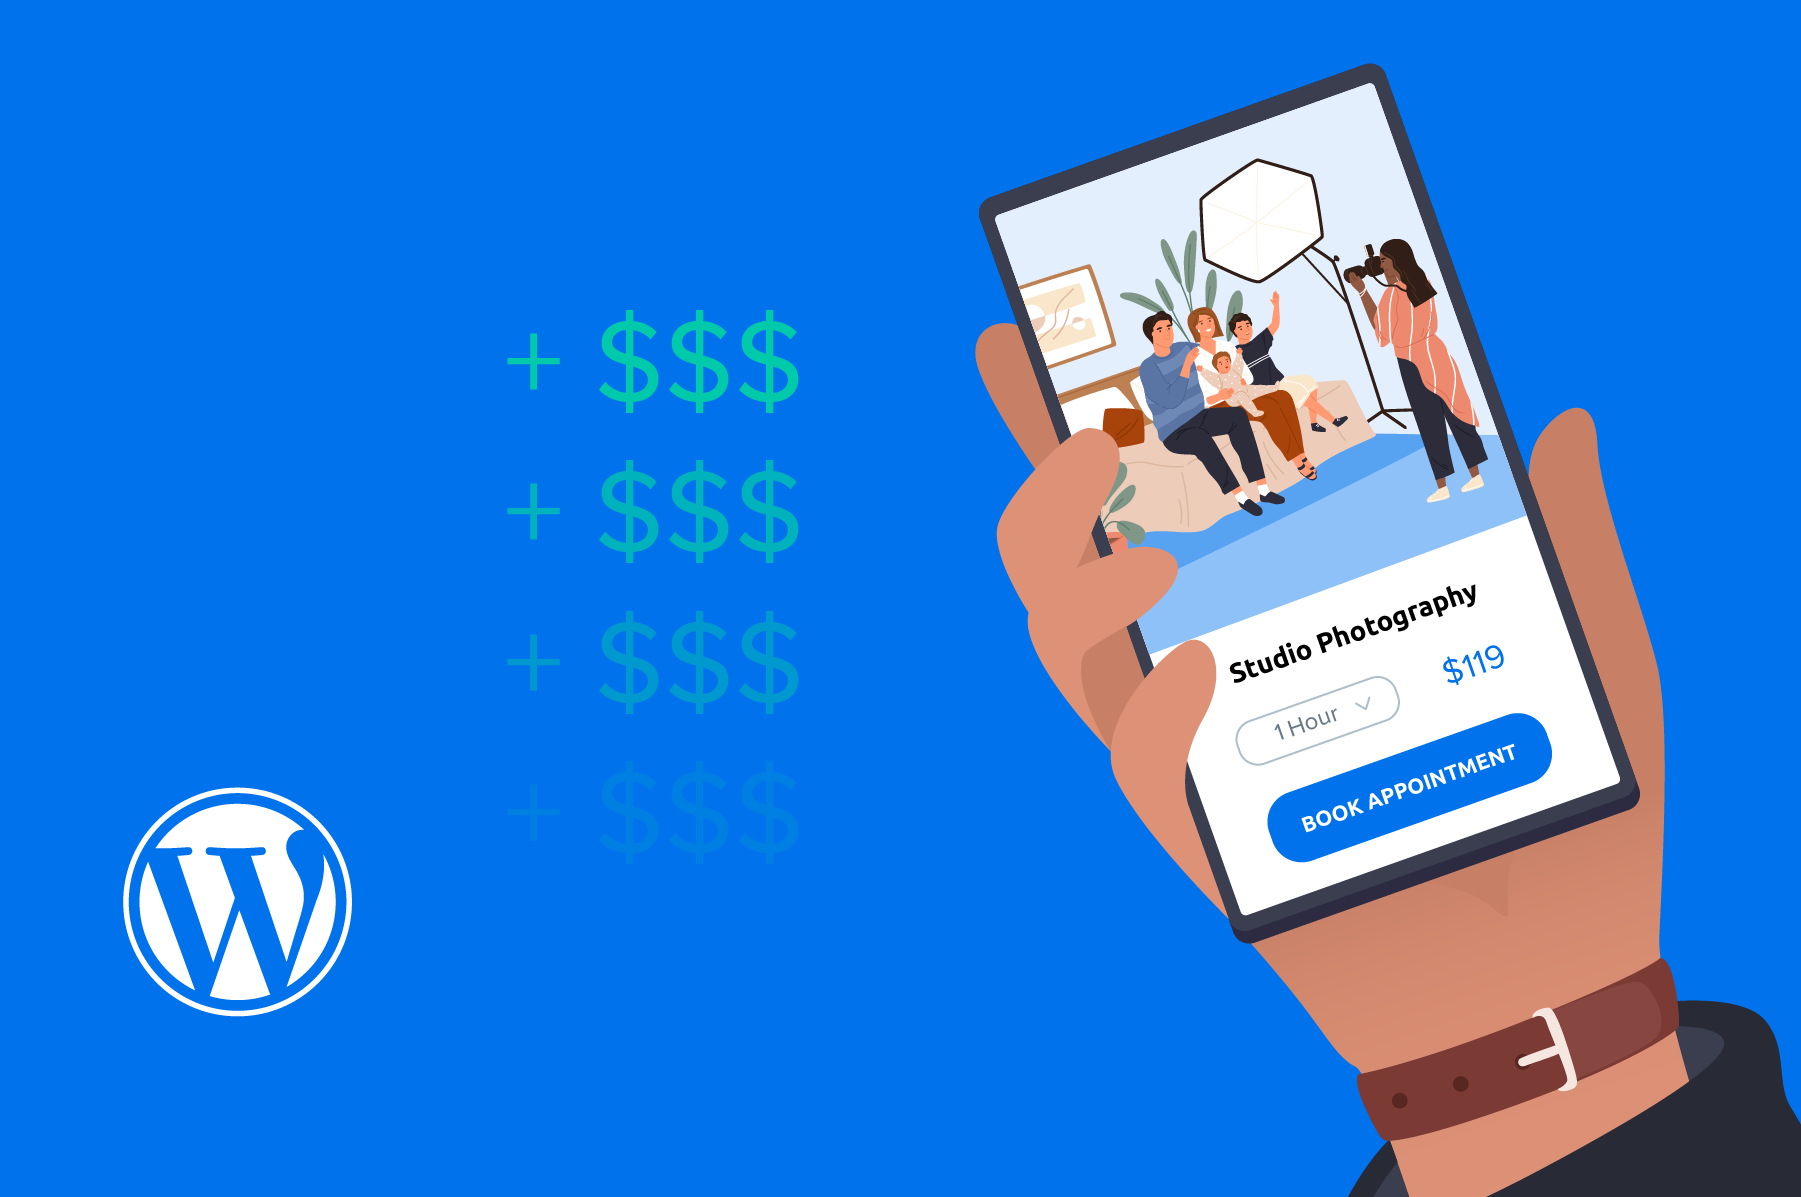 + $$$
+ $$$
+ $$$
+ $$$
Studio Photography
1 Hour
$119
BOOK APPOINTMENT
W